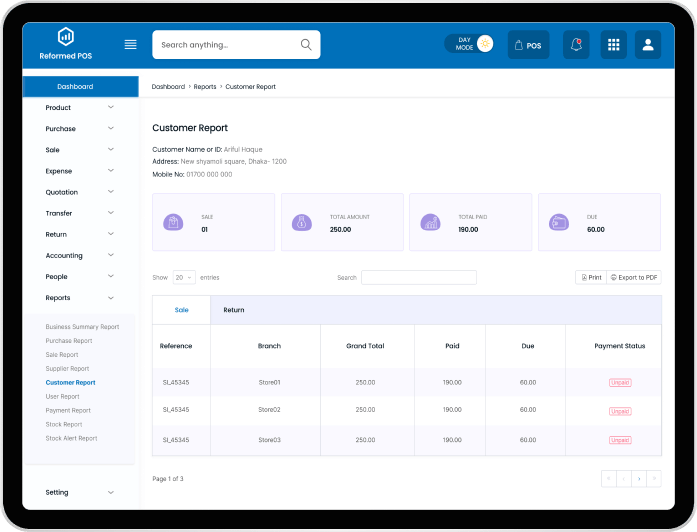 Reformed POS
Search anything...
DAY
MODE
POS
Dashboard
Product
Purchase
Sale
Expense
Quotation
Transfer
Return
Accounting
People
Reports
Business Summary Report
Purchase Report
Sale Report
Supplier Report
Customer Report
User Report
Payment Report
Stock Report
Stock Alert Report
Setting
Dashboard › Reports › Customer Report
Customer Report
Customer Name or ID: Ariful Haque
Address: New shyamoli square, Dhaka- 1200
Mobile No: 01700 000 000
SALE
01
TOTAL AMOUNT
250.00
TOTAL PAID
190.00
DUE
60.00
Show 20 entries
Search
Print
Export to PDF
Sale Return
Reference Branch Grand Total Paid Due Payment Status
SI_45345 Store01 250.00 190.00 60.00 Unpaid
SI_45345 Store02 250.00 190.00 60.00 Unpaid
SI_45345 Store03 250.00 190.00 60.00 Unpaid
Page 1 of 3